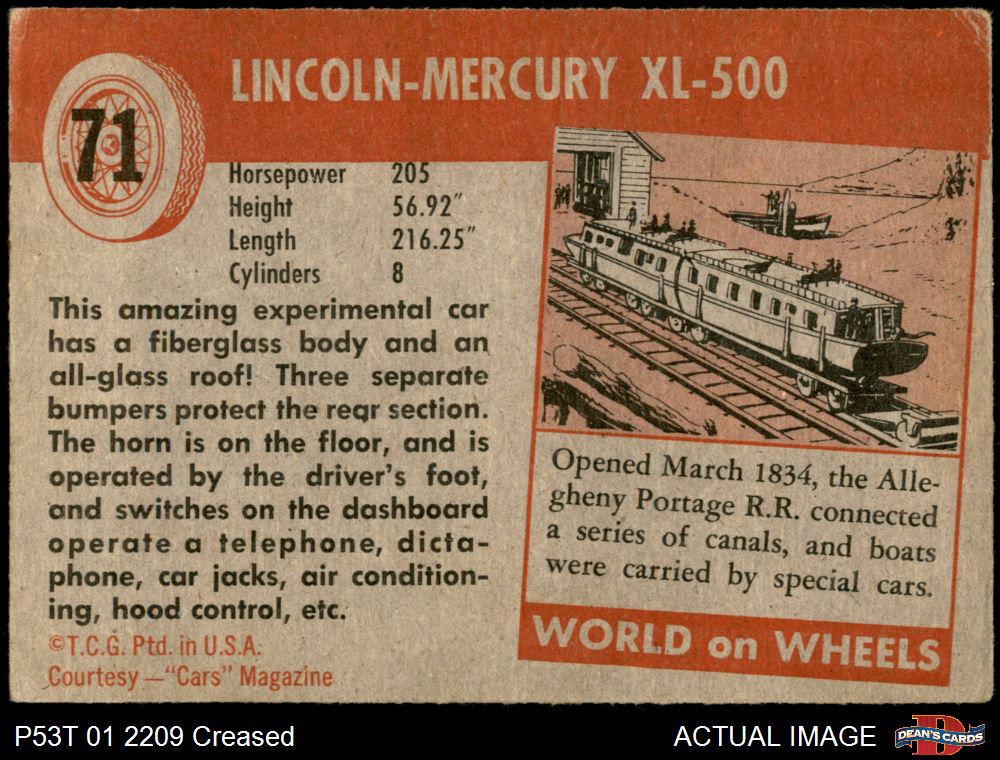 71
LINCOLN-MERCURY XL-500
Horsepower 205
Height 56.92"
Length 216.25"
Cylinders 8
This amazing experimental car
has a fiberglass body and an
all-glass roof! Three separate
bumpers protect the rear section.
The horn is on the floor, and is
operated by the driver's foot,
and switches on the dashboard
operate a telephone, dicta-
phone, car jacks, air condition-
ing, hood control, etc.
©T.C.G. Ptd. in U.S.A.
Courtesy—"Cars" Magazine
Opened March 1834, the Alle-
gheny Portage R.R. connected
a series of canals, and boats
were carried by special cars.
WORLD on WHEELS
P53T 01 2209 Creased
ACTUAL IMAGE
D
DEAN'S CARDS